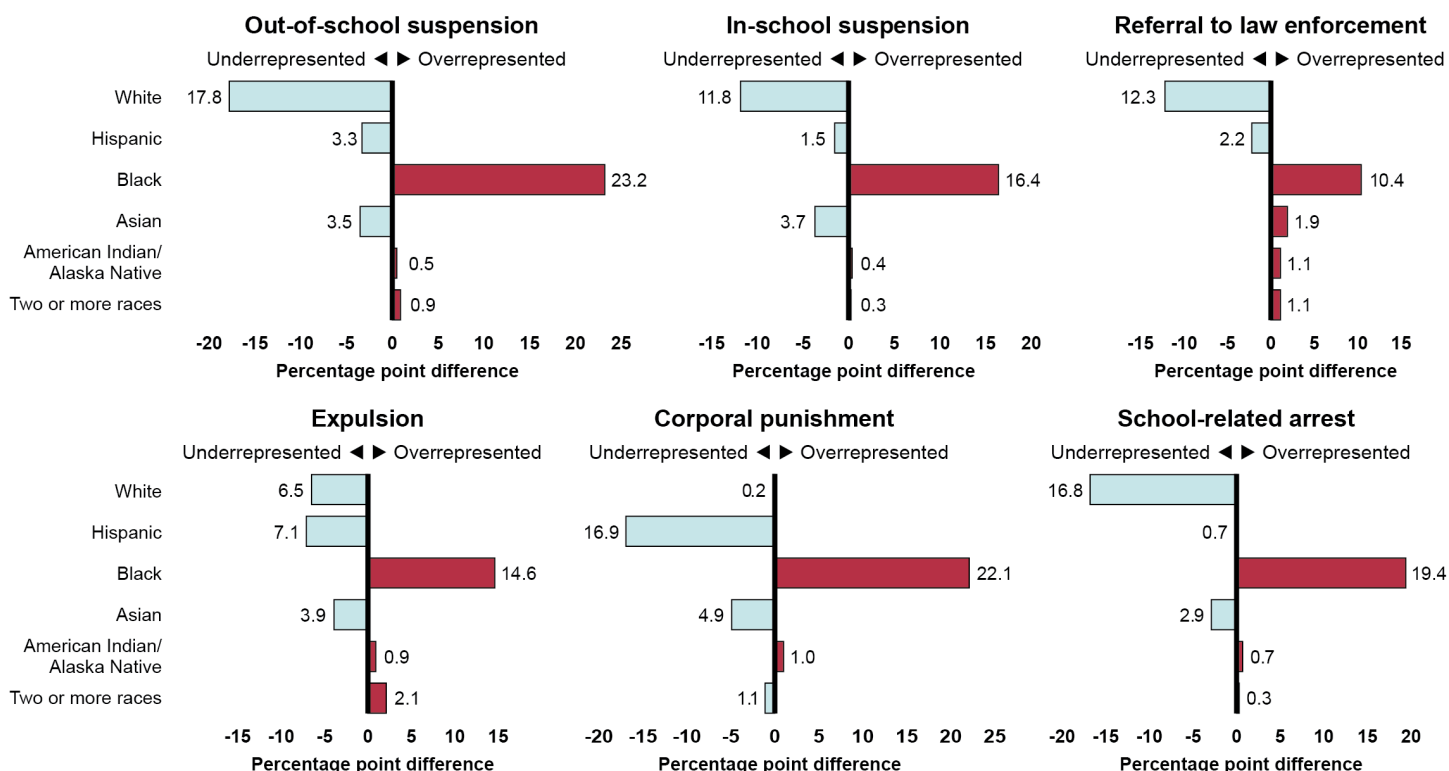 Out-of-school suspension
Underrepresented ◄ ► Overrepresented
White
17.8
Hispanic
3.3
Black
23.2
Asian
3.5
American Indian/
Alaska Native
0.5
Two or more races
0.9
-20 -15 -10 -5 0 5 10 15 20 25
Percentage point difference
In-school suspension
Underrepresented ◄ ► Overrepresented
11.8
1.5
16.4
3.7
0.4
0.3
-15 -10 -5 0 5 10 15 20
Percentage point difference
Referral to law enforcement
Underrepresented ◄ ► Overrepresented
12.3
2.2
10.4
1.9
1.1
1.1
-15 -10 -5 0 5 10 15
Percentage point difference
Expulsion
Underrepresented ◄ ► Overrepresented
White
6.5
Hispanic
7.1
Black
14.6
Asian
3.9
American Indian/
Alaska Native
0.9
Two or more races
2.1
-15 -10 -5 0 5 10 15
Percentage point difference
Corporal punishment
Underrepresented ◄ ► Overrepresented
0.2
16.9
22.1
4.9
1.0
1.1
-20 -15 -10 -5 0 5 10 15 20 25
Percentage point difference
School-related arrest
Underrepresented ◄ ► Overrepresented
16.8
0.7
19.4
2.9
0.7
0.3
-20 -15 -10 -5 0 5 10 15 20
Percentage point difference